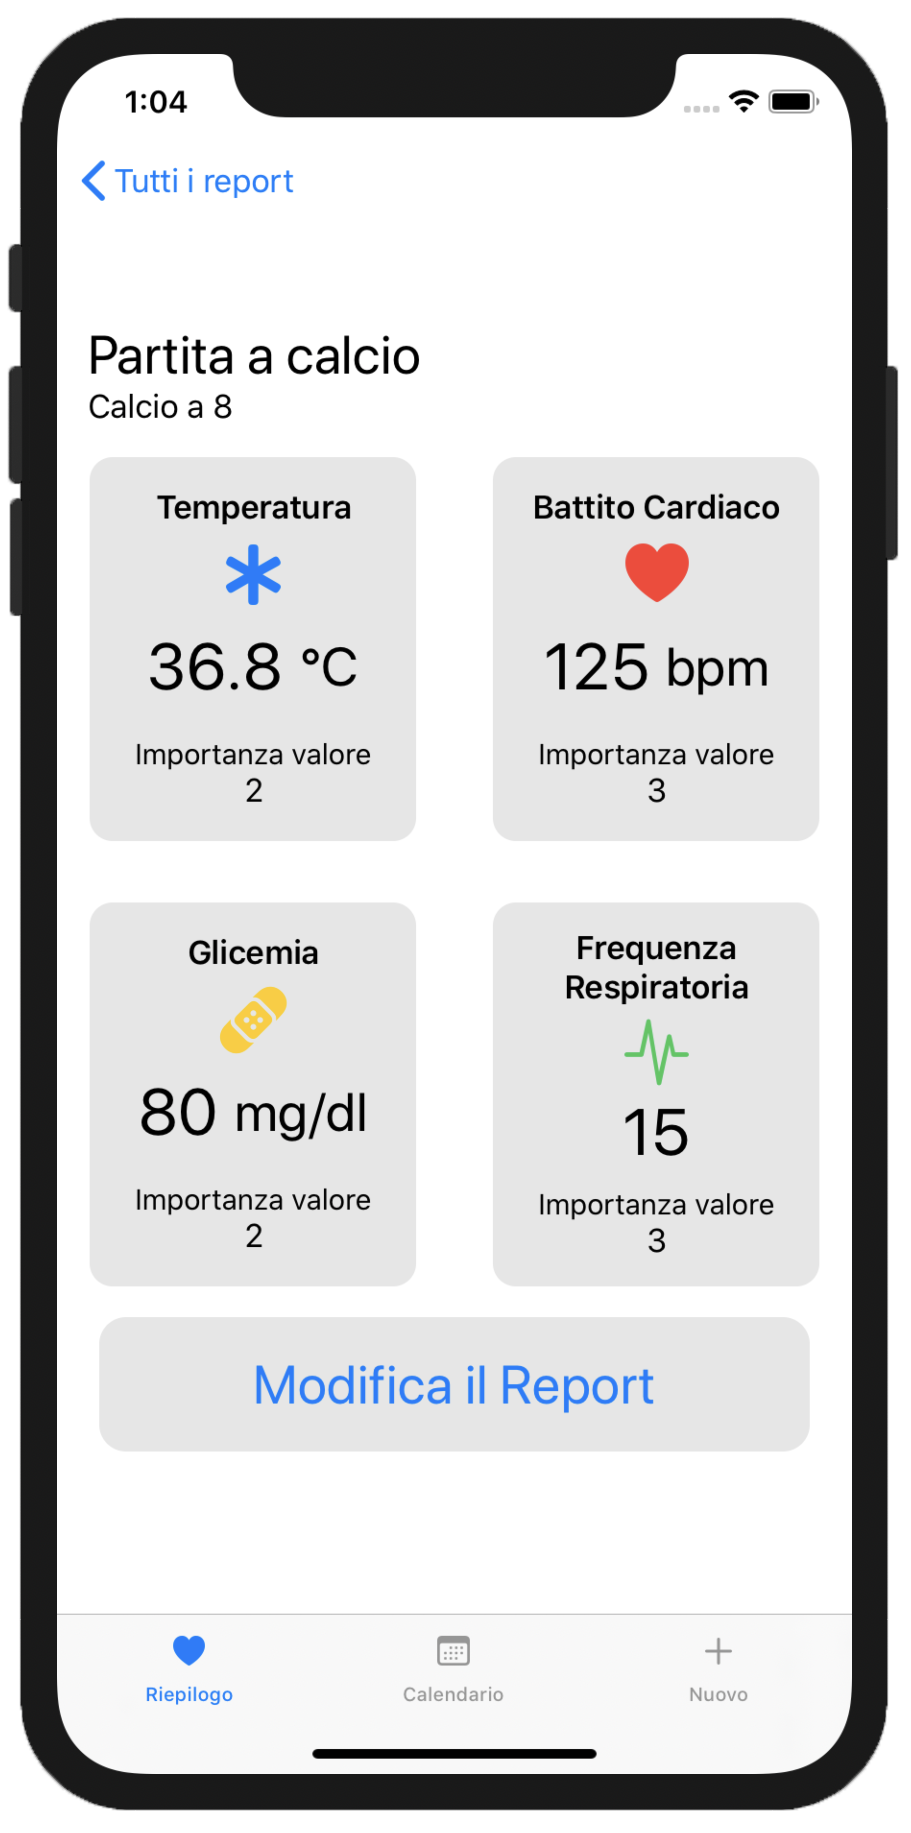 1:04
Tutti i report
Partita a calcio
Calcio a 8
Temperatura
36.8 °C
Importanza valore
2
Battito Cardiaco
125 bpm
Importanza valore
3
Glicemia
80 mg/dl
Importanza valore
2
Frequenza
Respiratoria
15
Importanza valore
3
Modifica il Report
Riepilogo
Calendario
Nuovo